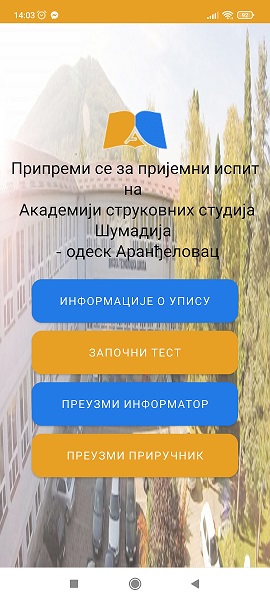 14:03
92
Припреми се за пријемни испит
на
Академији струковних студија
Шумадија
- одеск Аранђеловац
ИНФОРМАЦИЈЕ О УПИСУ
ЗАПОЧНИ ТЕСТ
ПРЕУЗМИ ИНФОРМАТОР
ПРЕУЗМИ ПРИРУЧНИК